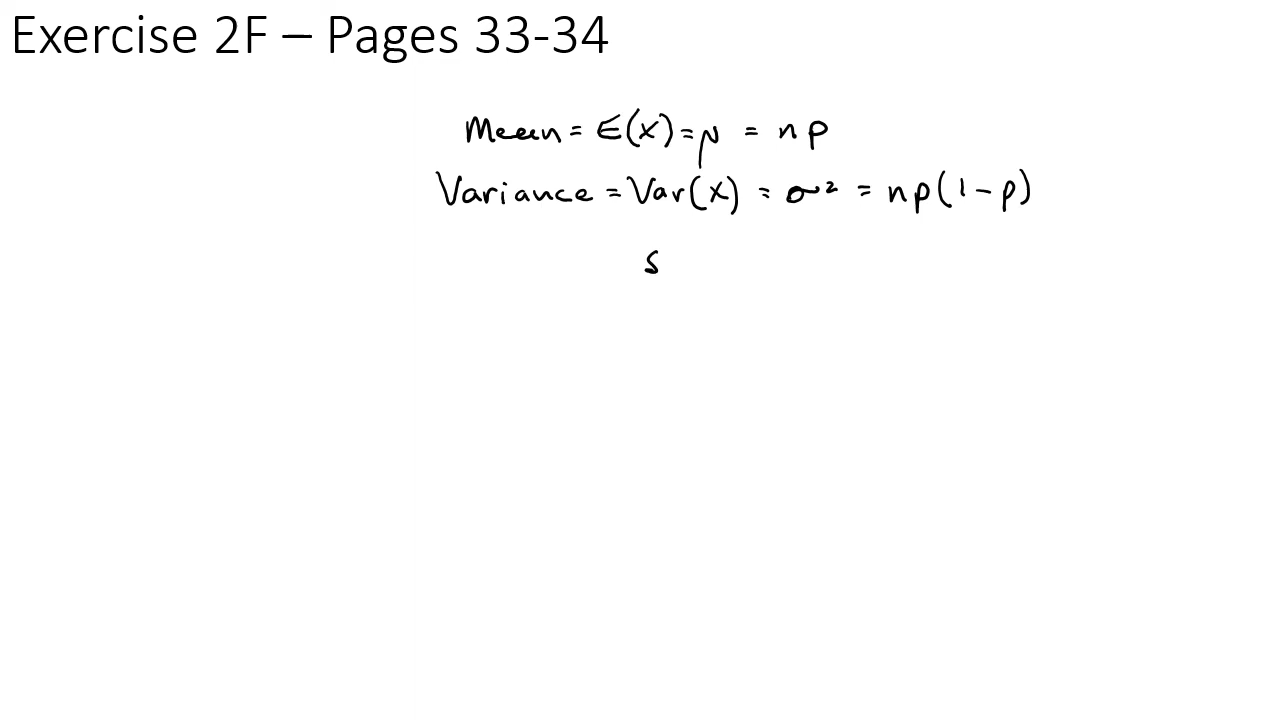 Exercise 2F – Pages 33-34
Mean = E(X) = μ = np
Variance = Var(X) = σ² = np(1-p)
s